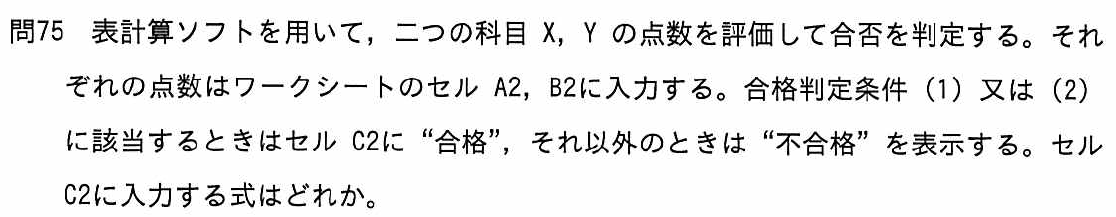 問75 表計算ソフトを用いて，二つの科目 X，Y の点数を評価して合否を判定する。それ
ぞれの点数はワークシートのセル A2，B2に入力する。合格判定条件（1）又は（2）
に該当するときはセル C2に“合格”，それ以外のときは“不合格”を表示する。セル
C2に入力する式はどれか。